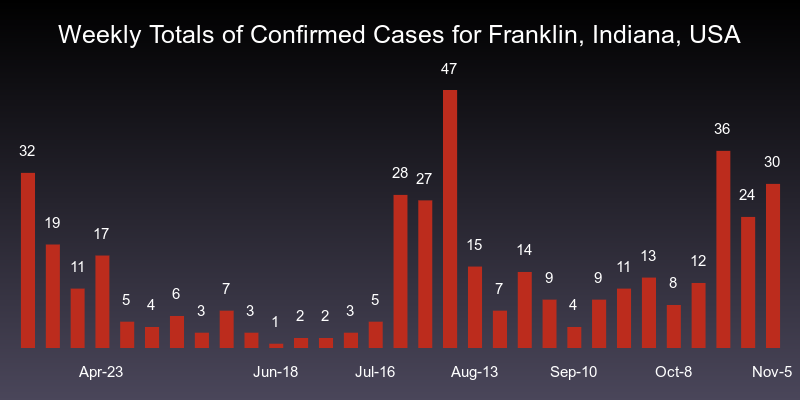 Weekly Totals of Confirmed Cases for Franklin, Indiana, USA
32 19 11 17 5 4 6 3 7 3 1 2 2 3 5 28 27 47 15 7 14 9 4 9 11 13 8 12 36 24 30
Apr-23 Jun-18 Jul-16 Aug-13 Sep-10 Oct-8 Nov-5